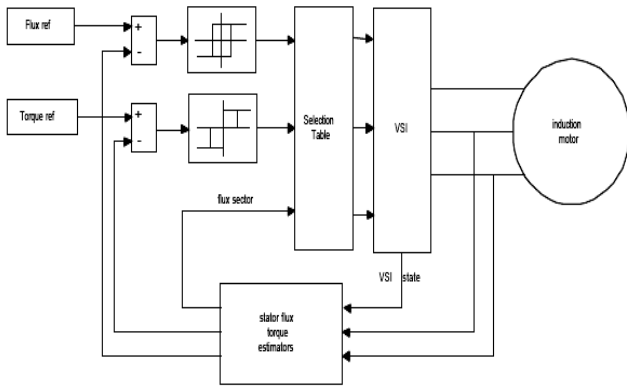 Flux ref
+
-
Torque ref
+
-
Selection
Table
VSI
induction
motor
flux sector
VSI state
stator flux
torque
estimators